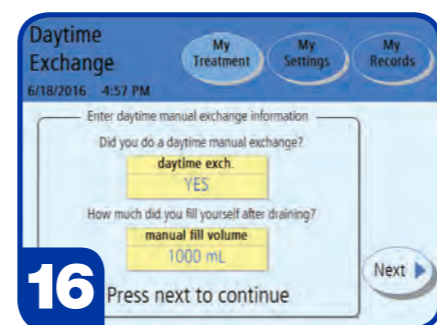 Daytime
Exchange
6/18/2016 4:57 PM
My
Treatment
My
Settings
My
Records
Enter daytime manual exchange information
Did you do a daytime manual exchange?
daytime exch.
YES
How much did you fill yourself after draining?
manual fill volume
1000 mL
Next
16
Press next to continue